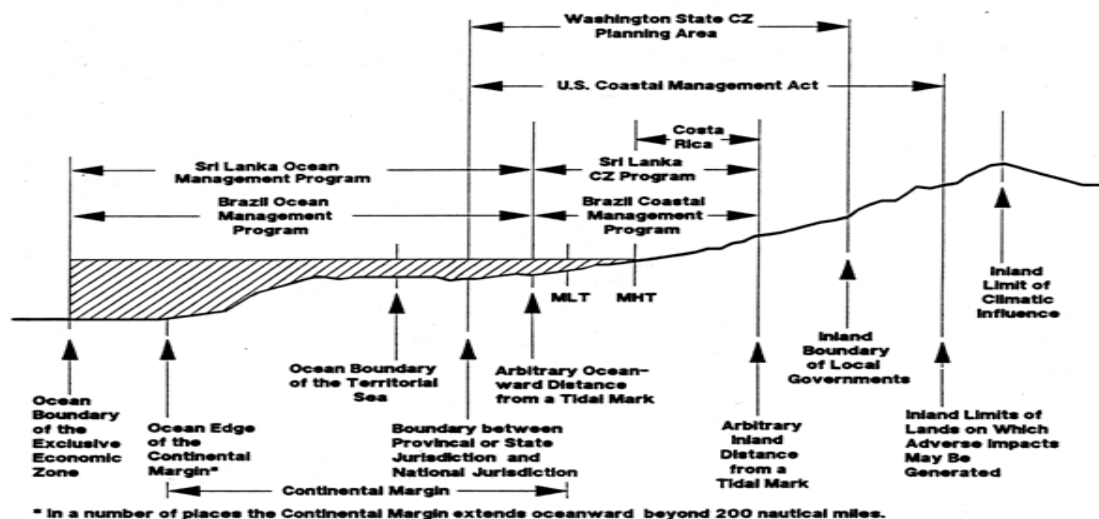 Washington State CZ
Planning Area
U.S. Coastal Management Act
Costa
Rica
Sri Lanka Ocean
Management Program
Sri Lanka
CZ Program
Brazil Ocean
Management
Program
Brazil Coastal
Management
Program
MLT
MHT
Inland
Limit of
Climatic
Influence
Ocean
Boundary
of the
Exclusive
Economic
Zone
Ocean Edge
of the
Continental
Margin*
Ocean Boundary
of the Territorial
Sea
Boundary between
Provincal or State
Jurisdiction and
National Jurisdiction
Arbitrary Ocean-
ward Distance
from a Tidal Mark
Arbitrary
Inland
Distance
from a
Tidal Mark
Inland
Boundary
of Local
Governments
Inland Limits of
Lands on Which
Adverse Impacts
May Be
Generated
Continental Margin
* In a number of places the Continental Margin extends oceanward beyond 200 nautical miles.